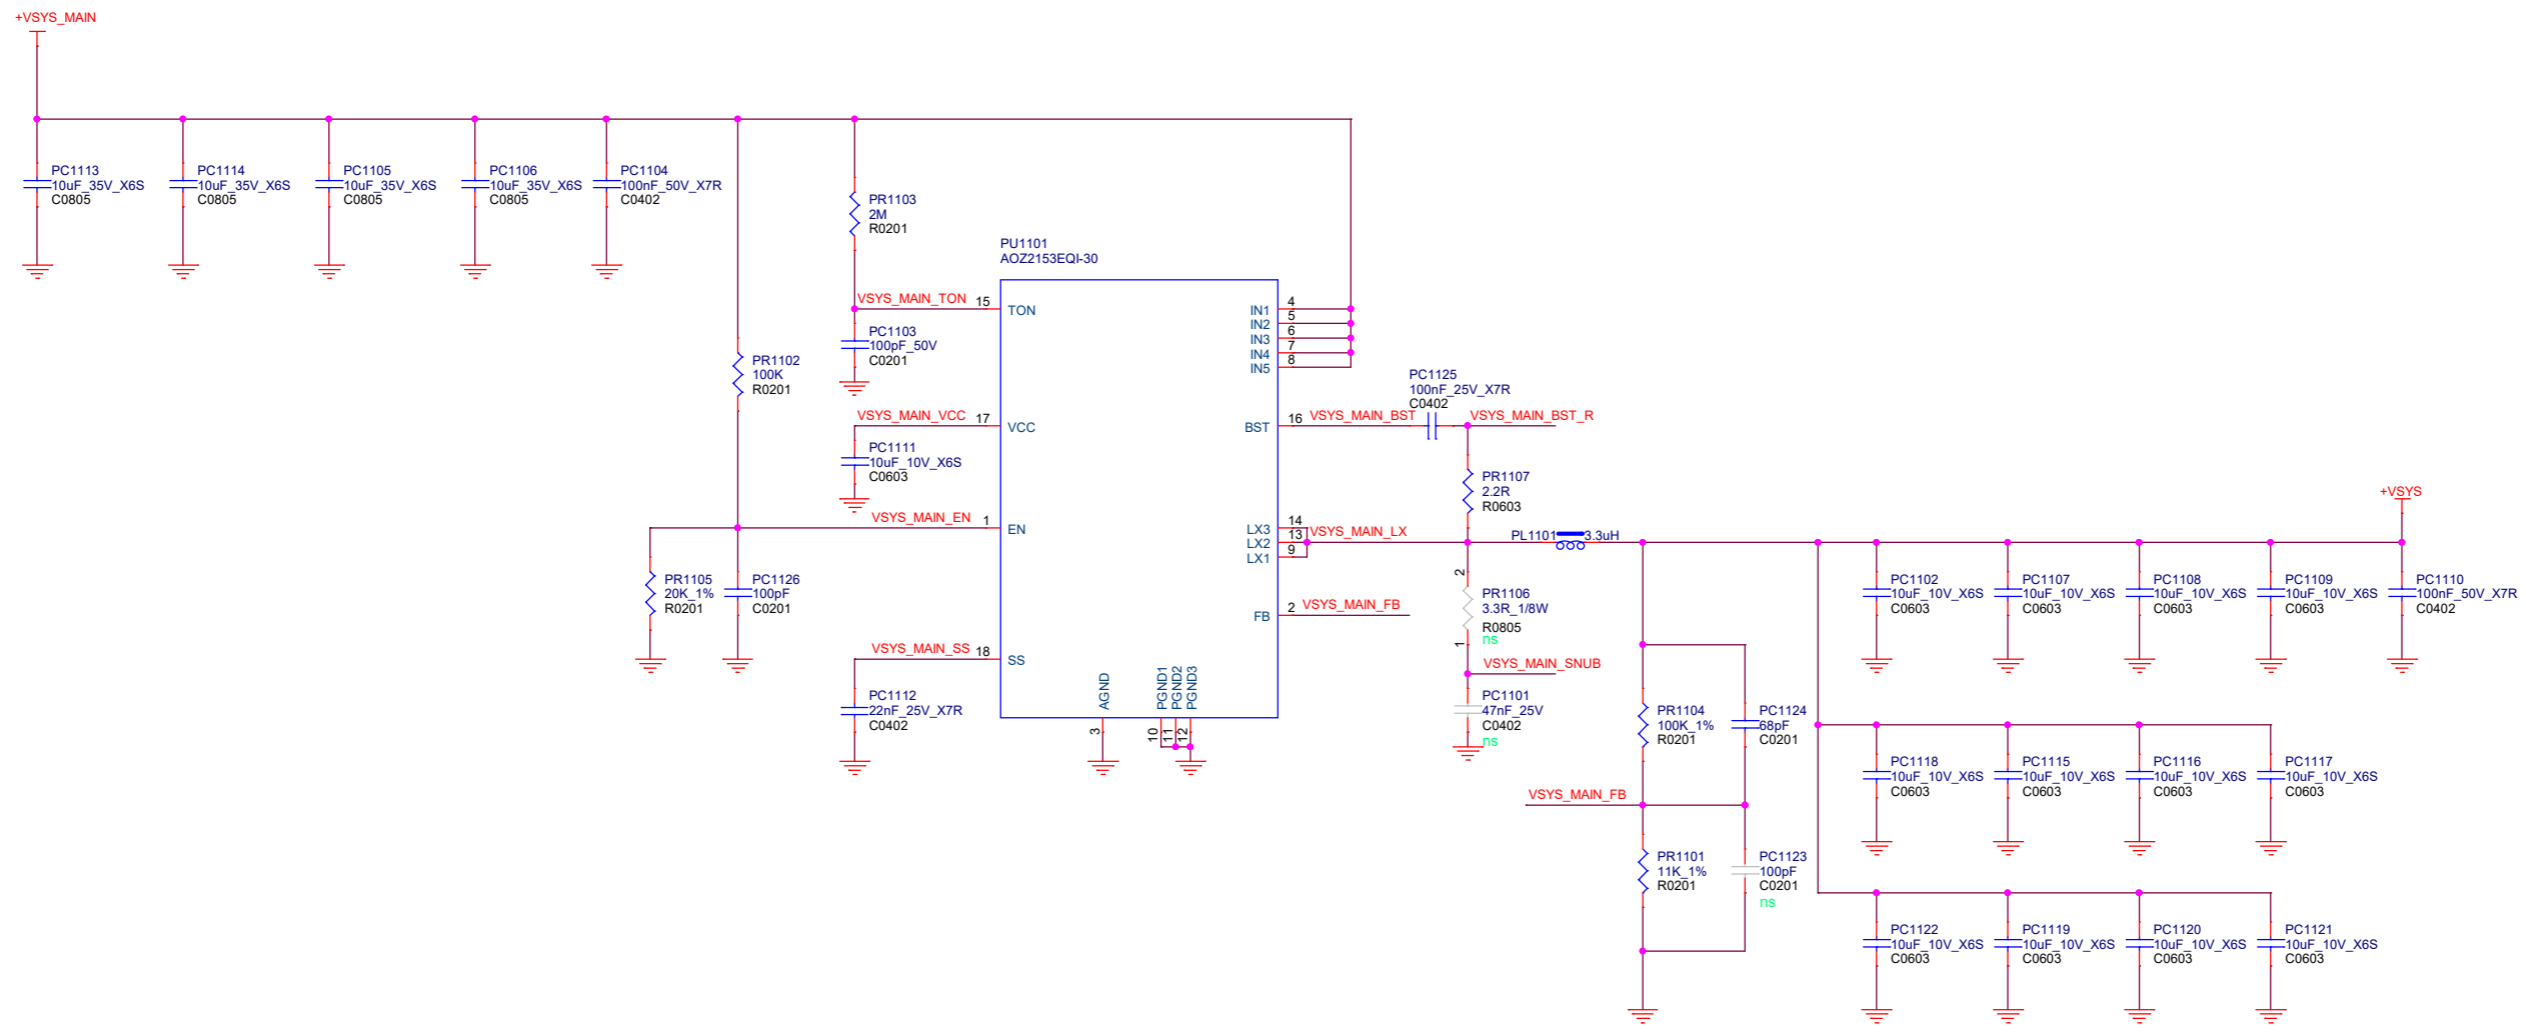 +VSYS_MAIN
PC1113
10uF_35V_X6S
C0805
PC1114
10uF_35V_X6S
C0805
PC1105
10uF_35V_X6S
C0805
PC1106
10uF_35V_X6S
C0805
PC1104
100nF_50V_X7R
C0402
PR1103
2M
R0201
PU1101
AOZ2153EQI-30
VSYS_MAIN_TON 15 TON
PC1103
100pF_50V
C0201
PR1102
100K
R0201
VSYS_MAIN_VCC 17 VCC
PC1111
10uF_10V_X6S
C0603
VSYS_MAIN_EN 1 EN
PR1105
20K_1%
R0201
PC1126
100pF
C0201
VSYS_MAIN_SS 18 SS
PC1112
22nF_25V_X7R
C0402
AGND
3
PGND1
10
PGND2
11
PGND3
12
IN1 4
IN2 5
IN3 6
IN4 7
IN5 8
BST 16 VSYS_MAIN_BST
PC1125
100nF_25V_X7R
C0402
VSYS_MAIN_BST_R
PR1107
2.2R
R0603
LX3 14
LX2 13 VSYS_MAIN_LX
LX1 9
PL1101 3.3uH
FB 2 VSYS_MAIN_FB
2
PR1106
3.3R_1/8W
R0805
ns
1
VSYS_MAIN_SNUB
PC1101
47nF_25V
C0402
ns
PR1104
100K_1%
R0201
PC1124
68pF
C0201
VSYS_MAIN_FB
PR1101
11K_1%
R0201
PC1123
100pF
C0201
ns
+VSYS
PC1102
10uF_10V_X6S
C0603
PC1107
10uF_10V_X6S
C0603
PC1108
10uF_10V_X6S
C0603
PC1109
10uF_10V_X6S
C0603
PC1110
100nF_50V_X7R
C0402
PC1118
10uF_10V_X6S
C0603
PC1115
10uF_10V_X6S
C0603
PC1116
10uF_10V_X6S
C0603
PC1117
10uF_10V_X6S
C0603
PC1122
10uF_10V_X6S
C0603
PC1119
10uF_10V_X6S
C0603
PC1120
10uF_10V_X6S
C0603
PC1121
10uF_10V_X6S
C0603